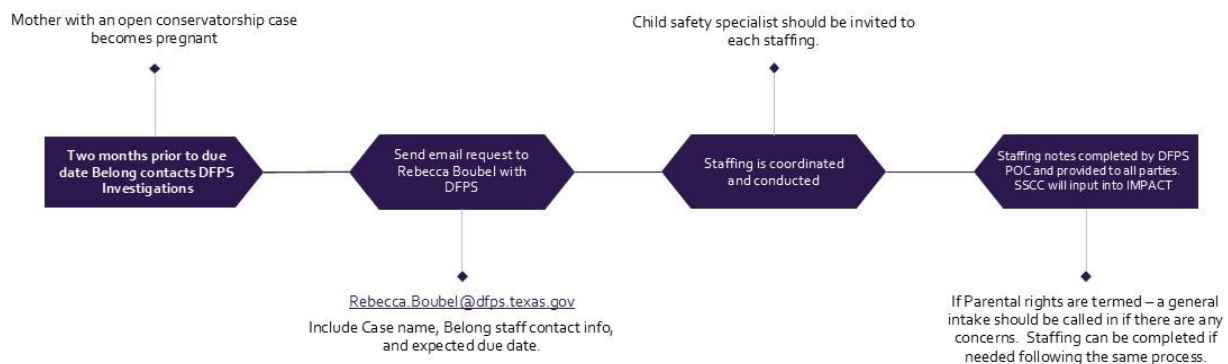 Mother with an open conservatorship case
becomes pregnant
Child safety specialist should be invited to
each staffing.
Two months prior to due
date Belong contacts DFPS
Investigations
Send email request to
Rebecca Boubel with
DFPS
Staffing is coordinated
and conducted
Staffing notes completed by DFPS
POC and provided to all parties.
SSCC will input into IMPACT
Rebecca.Boubel@dfps.texas.gov
Include Case name, Belong staff contact info,
and expected due date.
If Parental rights are termed – a general
intake should be called in if there are any
concerns. Staffing can be completed if
needed following the same process.